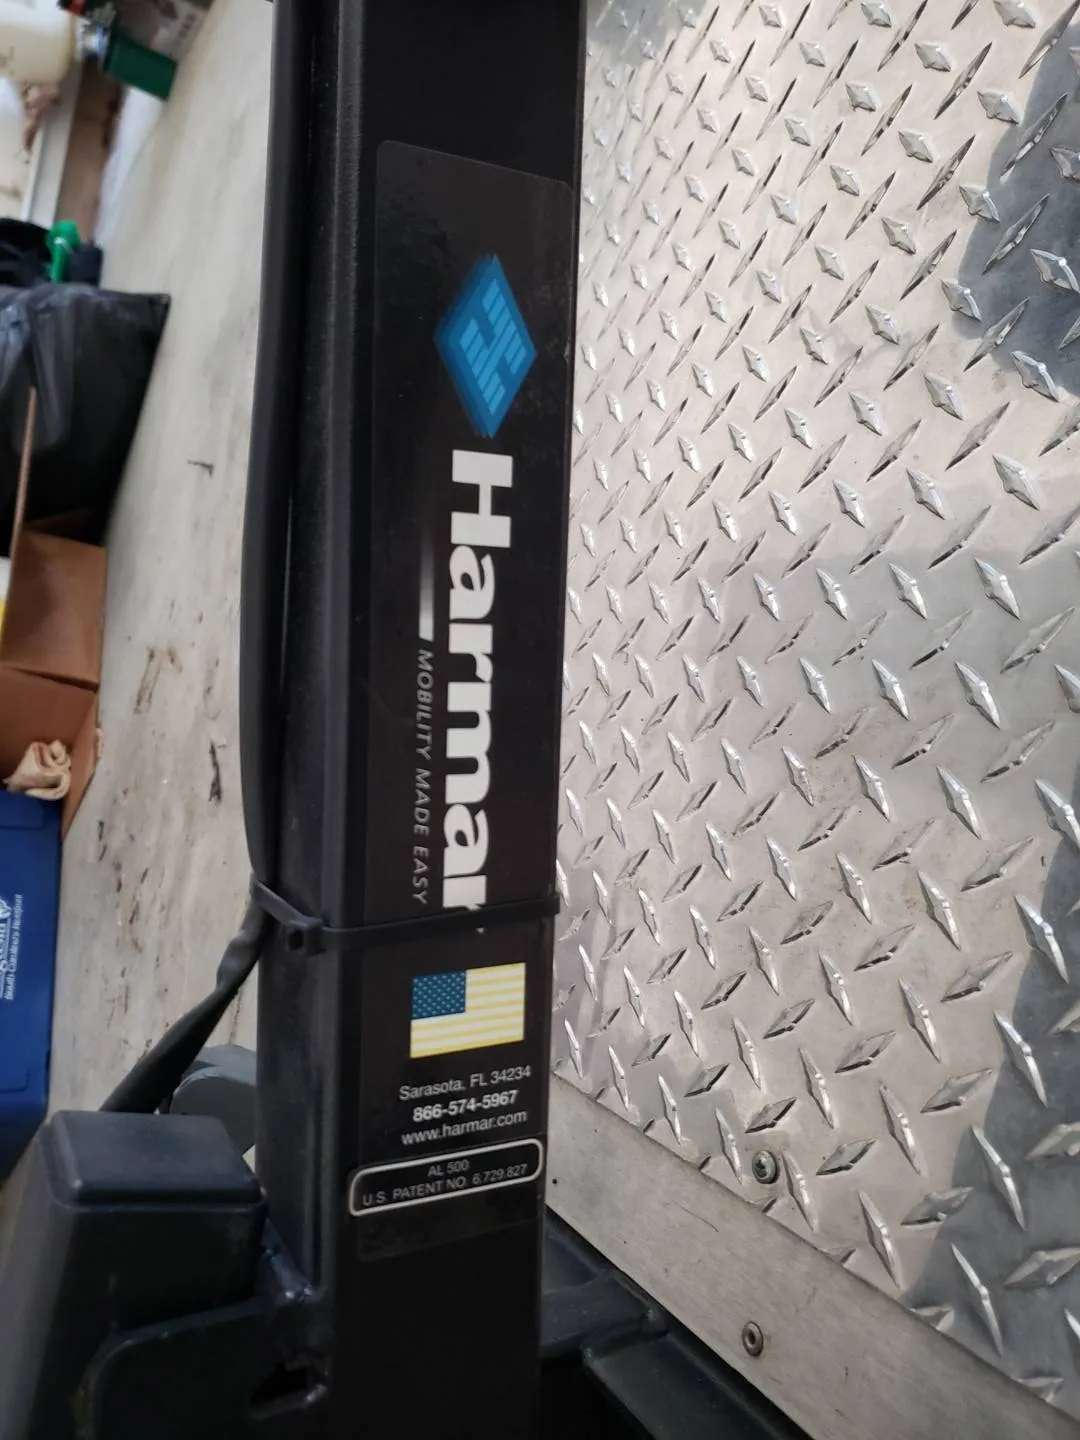 Harmar
MOBILITY MADE EASY
Sarasota, FL 34234
866-574-5967
www.harmar.com
AL 500
U.S. PATENT NO. 6.729.827